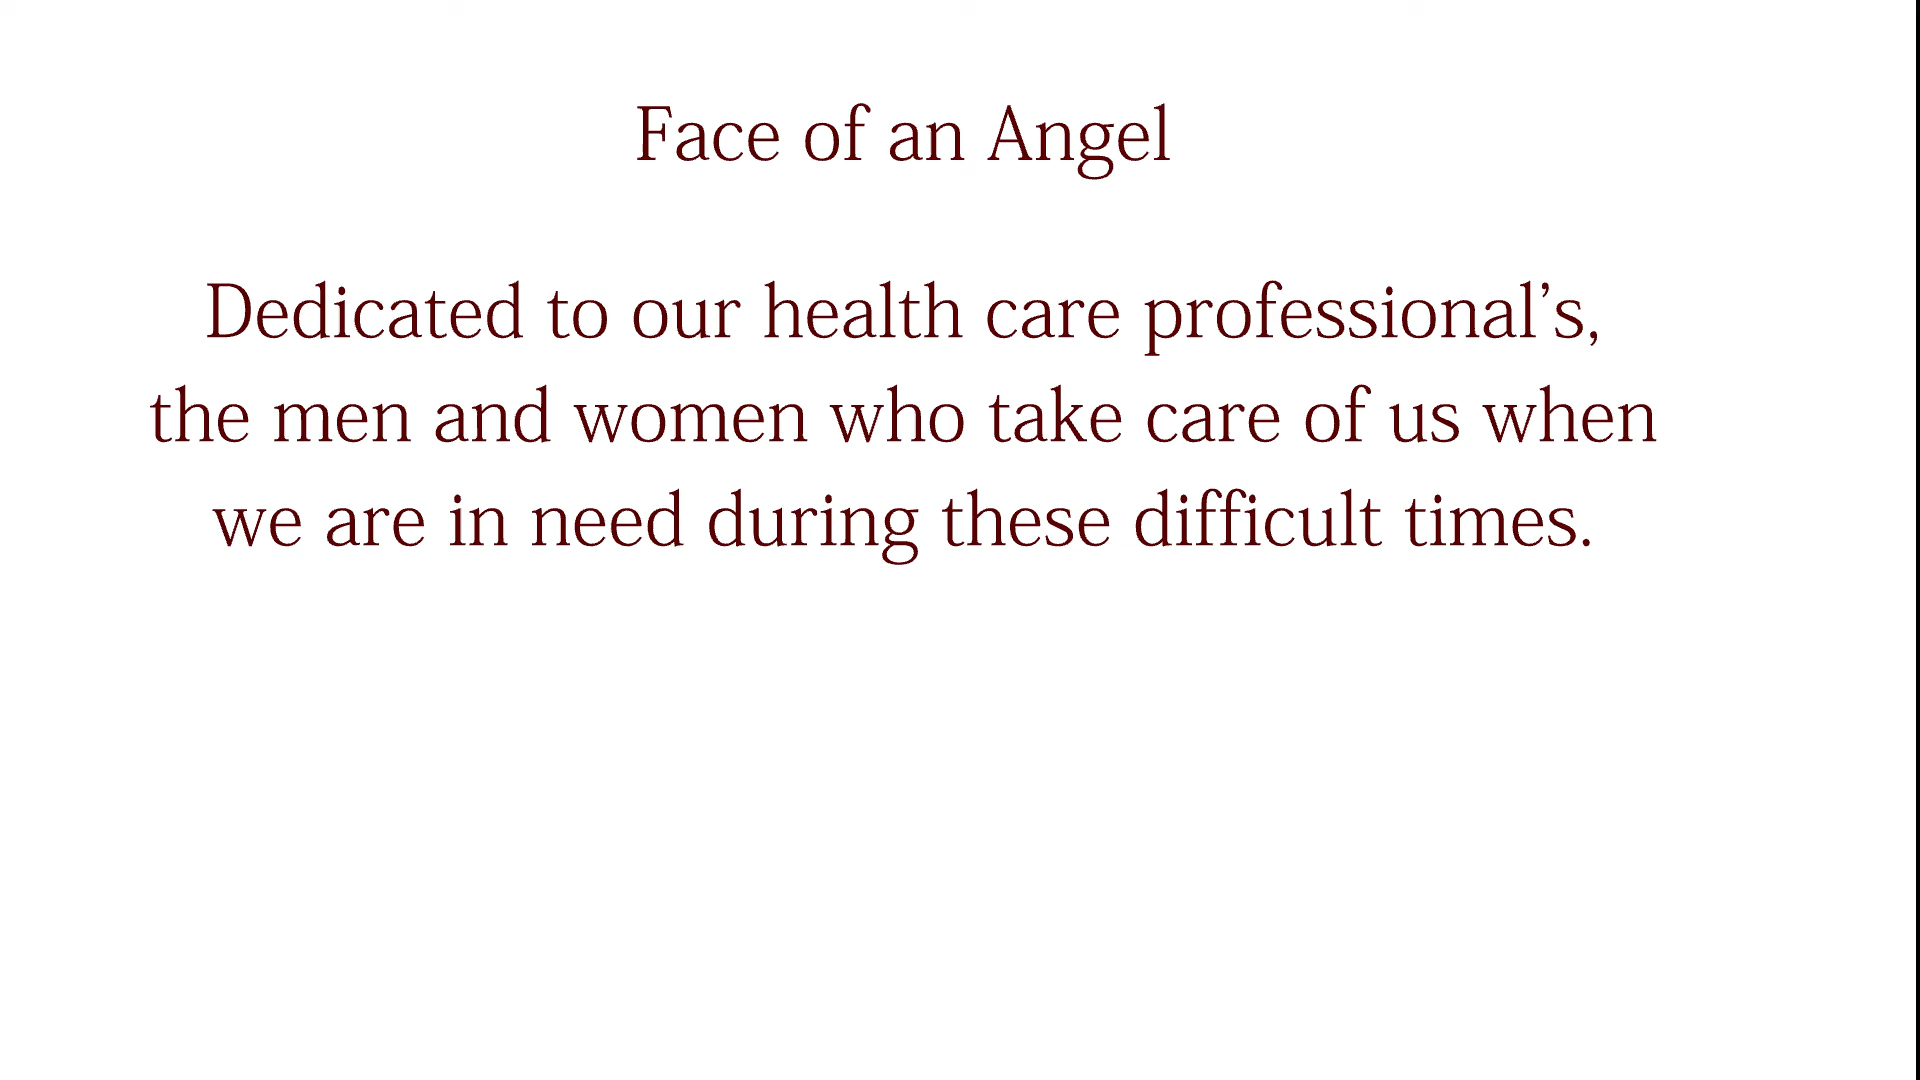 Face of an Angel
Dedicated to our health care professional’s,
the men and women who take care of us when
we are in need during these difficult times.